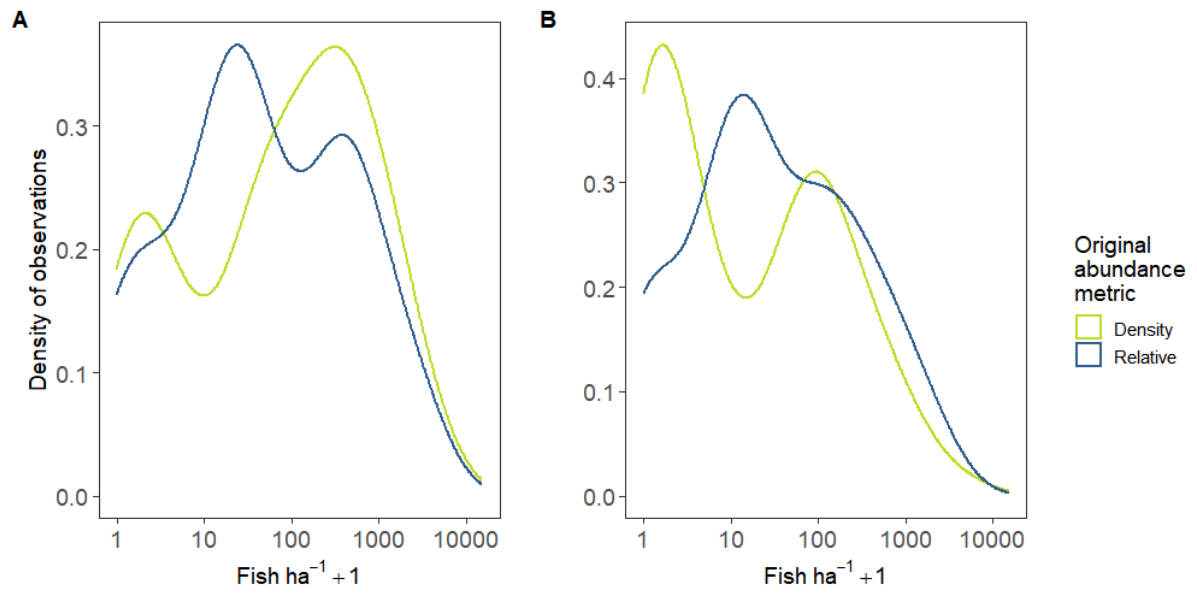 A
Density of observations
0.3
0.2
0.1
0.0
1 10 100 1000 10000
Fish ha⁻¹ + 1
B
0.4
0.3
0.2
0.1
0.0
1 10 100 1000 10000
Fish ha⁻¹ + 1
Original
abundance
metric
Density
Relative